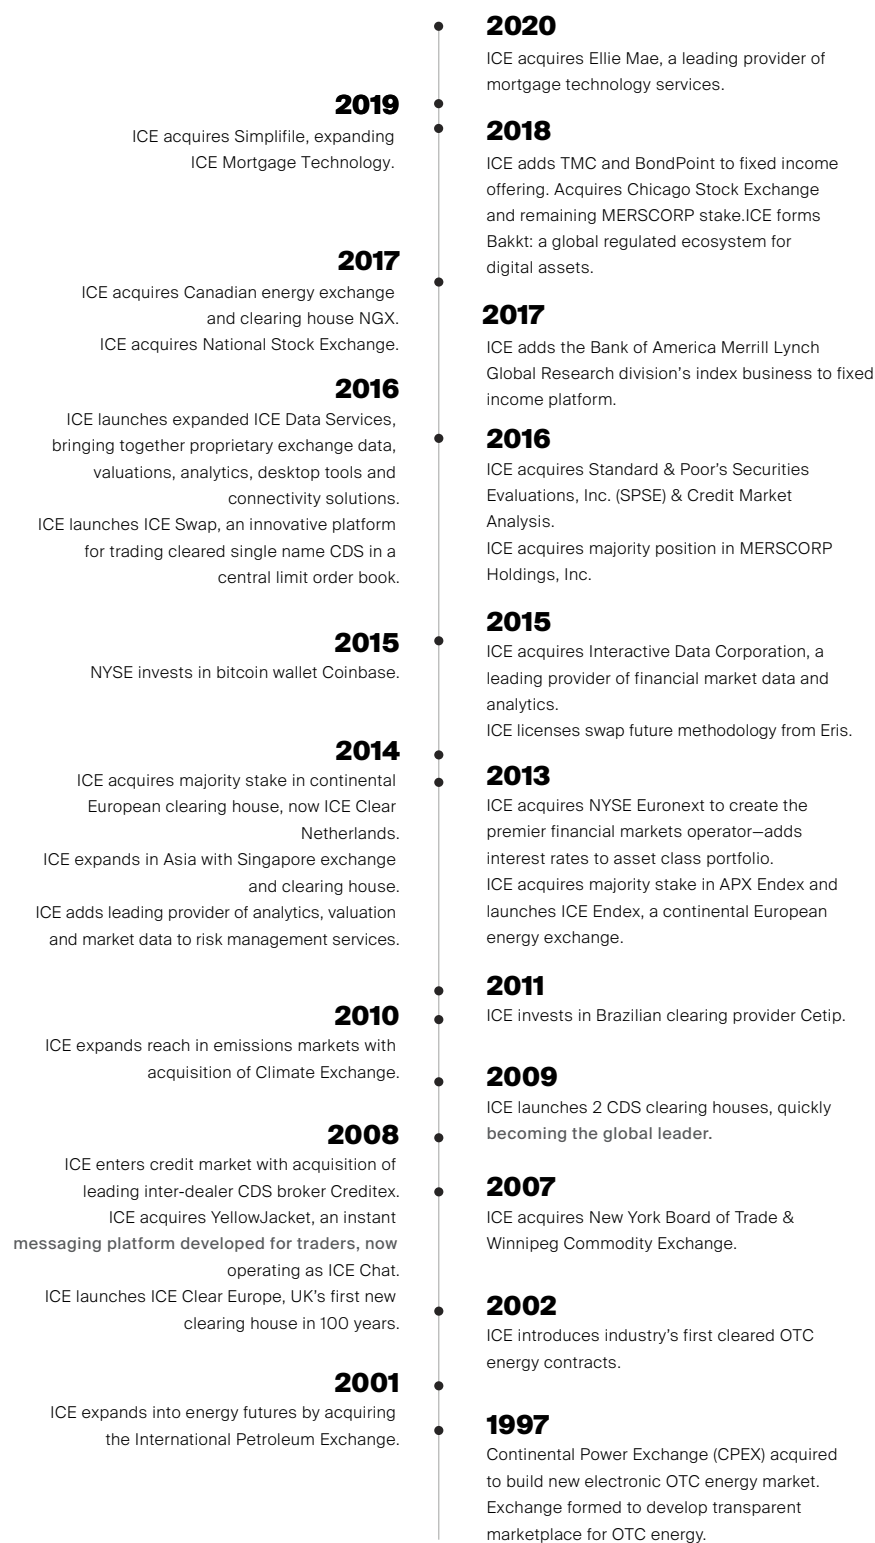 2020
ICE acquires Ellie Mae, a leading provider of
mortgage technology services.
2019
ICE acquires Simplifile, expanding
ICE Mortgage Technology.
2018
ICE adds TMC and BondPoint to fixed income
offering. Acquires Chicago Stock Exchange
and remaining MERSCORP stake.ICE forms
Bakkt: a global regulated ecosystem for
digital assets.
2017
ICE acquires Canadian energy exchange
and clearing house NGX.
ICE acquires National Stock Exchange.
2017
ICE adds the Bank of America Merrill Lynch
Global Research division's index business to fixed
income platform.
2016
ICE launches expanded ICE Data Services,
bringing together proprietary exchange data,
valuations, analytics, desktop tools and
connectivity solutions.
ICE launches ICE Swap, an innovative platform
for trading cleared single name CDS in a
central limit order book.
2016
ICE acquires Standard & Poor's Securities
Evaluations, Inc. (SPSE) & Credit Market
Analysis.
ICE acquires majority position in MERSCORP
Holdings, Inc.
2015
NYSE invests in bitcoin wallet Coinbase.
2015
ICE acquires Interactive Data Corporation, a
leading provider of financial market data and
analytics.
ICE licenses swap future methodology from Eris.
2014
ICE acquires majority stake in continental
European clearing house, now ICE Clear
Netherlands.
ICE expands in Asia with Singapore exchange
and clearing house.
ICE adds leading provider of analytics, valuation
and market data to risk management services.
2013
ICE acquires NYSE Euronext to create the
premier financial markets operator—adds
interest rates to asset class portfolio.
ICE acquires majority stake in APX Endex and
launches ICE Endex, a continental European
energy exchange.
2011
ICE invests in Brazilian clearing provider Cetip.
2010
ICE expands reach in emissions markets with
acquisition of Climate Exchange.
2009
ICE launches 2 CDS clearing houses, quickly
becoming the global leader.
2008
ICE enters credit market with acquisition of
leading inter-dealer CDS broker Creditex.
ICE acquires YellowJacket, an instant
messaging platform developed for traders, now
operating as ICE Chat.
ICE launches ICE Clear Europe, UK's first new
clearing house in 100 years.
2007
ICE acquires New York Board of Trade &
Winnipeg Commodity Exchange.
2002
ICE introduces industry's first cleared OTC
energy contracts.
2001
ICE expands into energy futures by acquiring
the International Petroleum Exchange.
1997
Continental Power Exchange (CPEX) acquired
to build new electronic OTC energy market.
Exchange formed to develop transparent
marketplace for OTC energy.